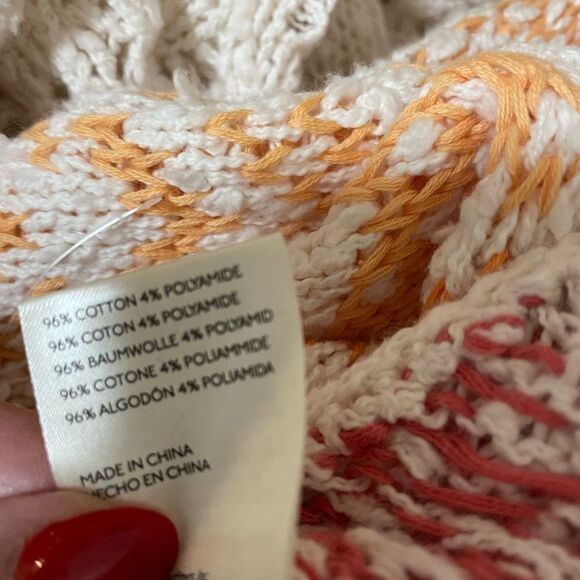 96% COTTON 4% POLYAMIDE
96% COTON 4% POLYAMIDE
96% BAUMWOLLE 4% POLYAMID
96% COTONE 4% POLIAMMIDE
96% ALGODÓN 4% POLIAMIDA
MADE IN CHINA
HECHO EN CHINA